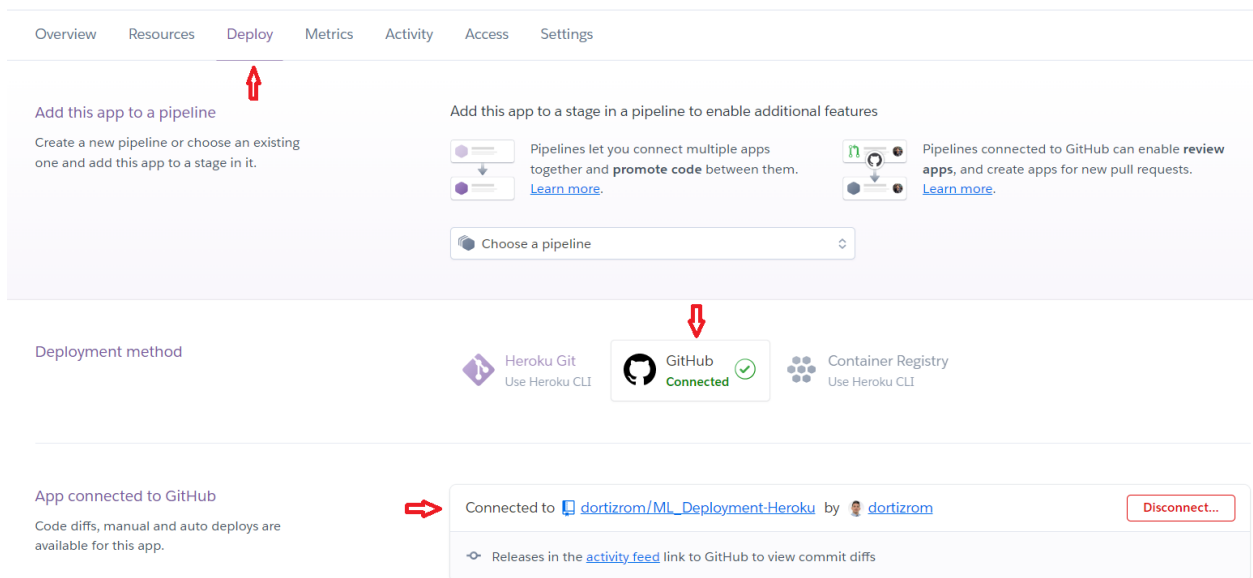 Overview Resources Deploy Metrics Activity Access Settings
Add this app to a pipeline
Create a new pipeline or choose an existing
one and add this app to a stage in it.
Add this app to a stage in a pipeline to enable additional features
Pipelines let you connect multiple apps
together and promote code between them.
Learn more.
Pipelines connected to GitHub can enable review
apps, and create apps for new pull requests.
Learn more.
Choose a pipeline
Deployment method
Heroku Git
Use Heroku CLI
GitHub
Connected
Container Registry
Use Heroku CLI
App connected to GitHub
Code diffs, manual and auto deploys are
available for this app.
Connected to dortizrom/ML_Deployment-Heroku by dortizrom
Disconnect...
Releases in the activity feed link to GitHub to view commit diffs